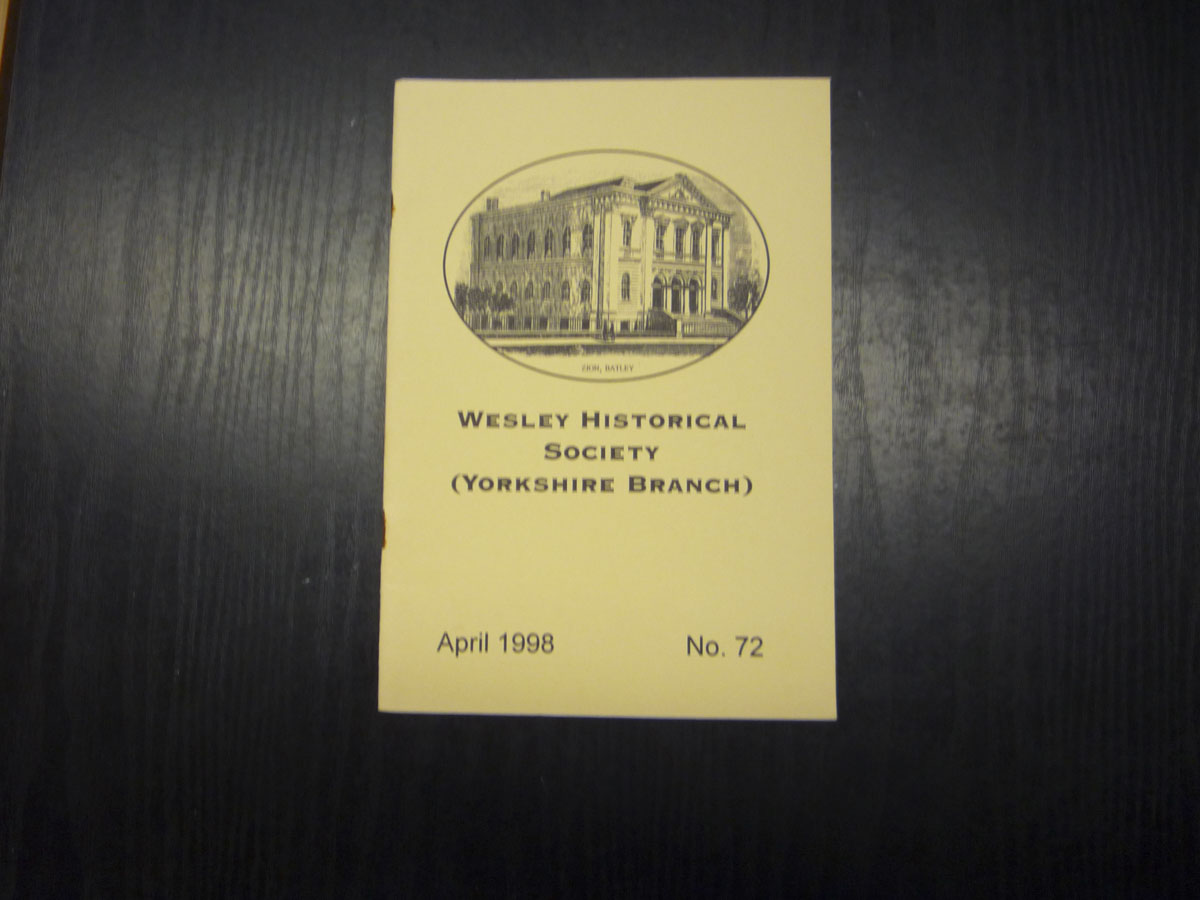 ZION, BATLEY
WESLEY HISTORICAL
SOCIETY
(YORKSHIRE BRANCH)
April 1998 No. 72